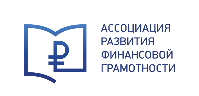 ₽
АССОЦИАЦИЯ
РАЗВИТИЯ
ФИНАНСОВОЙ
ГРАМОТНОСТИ